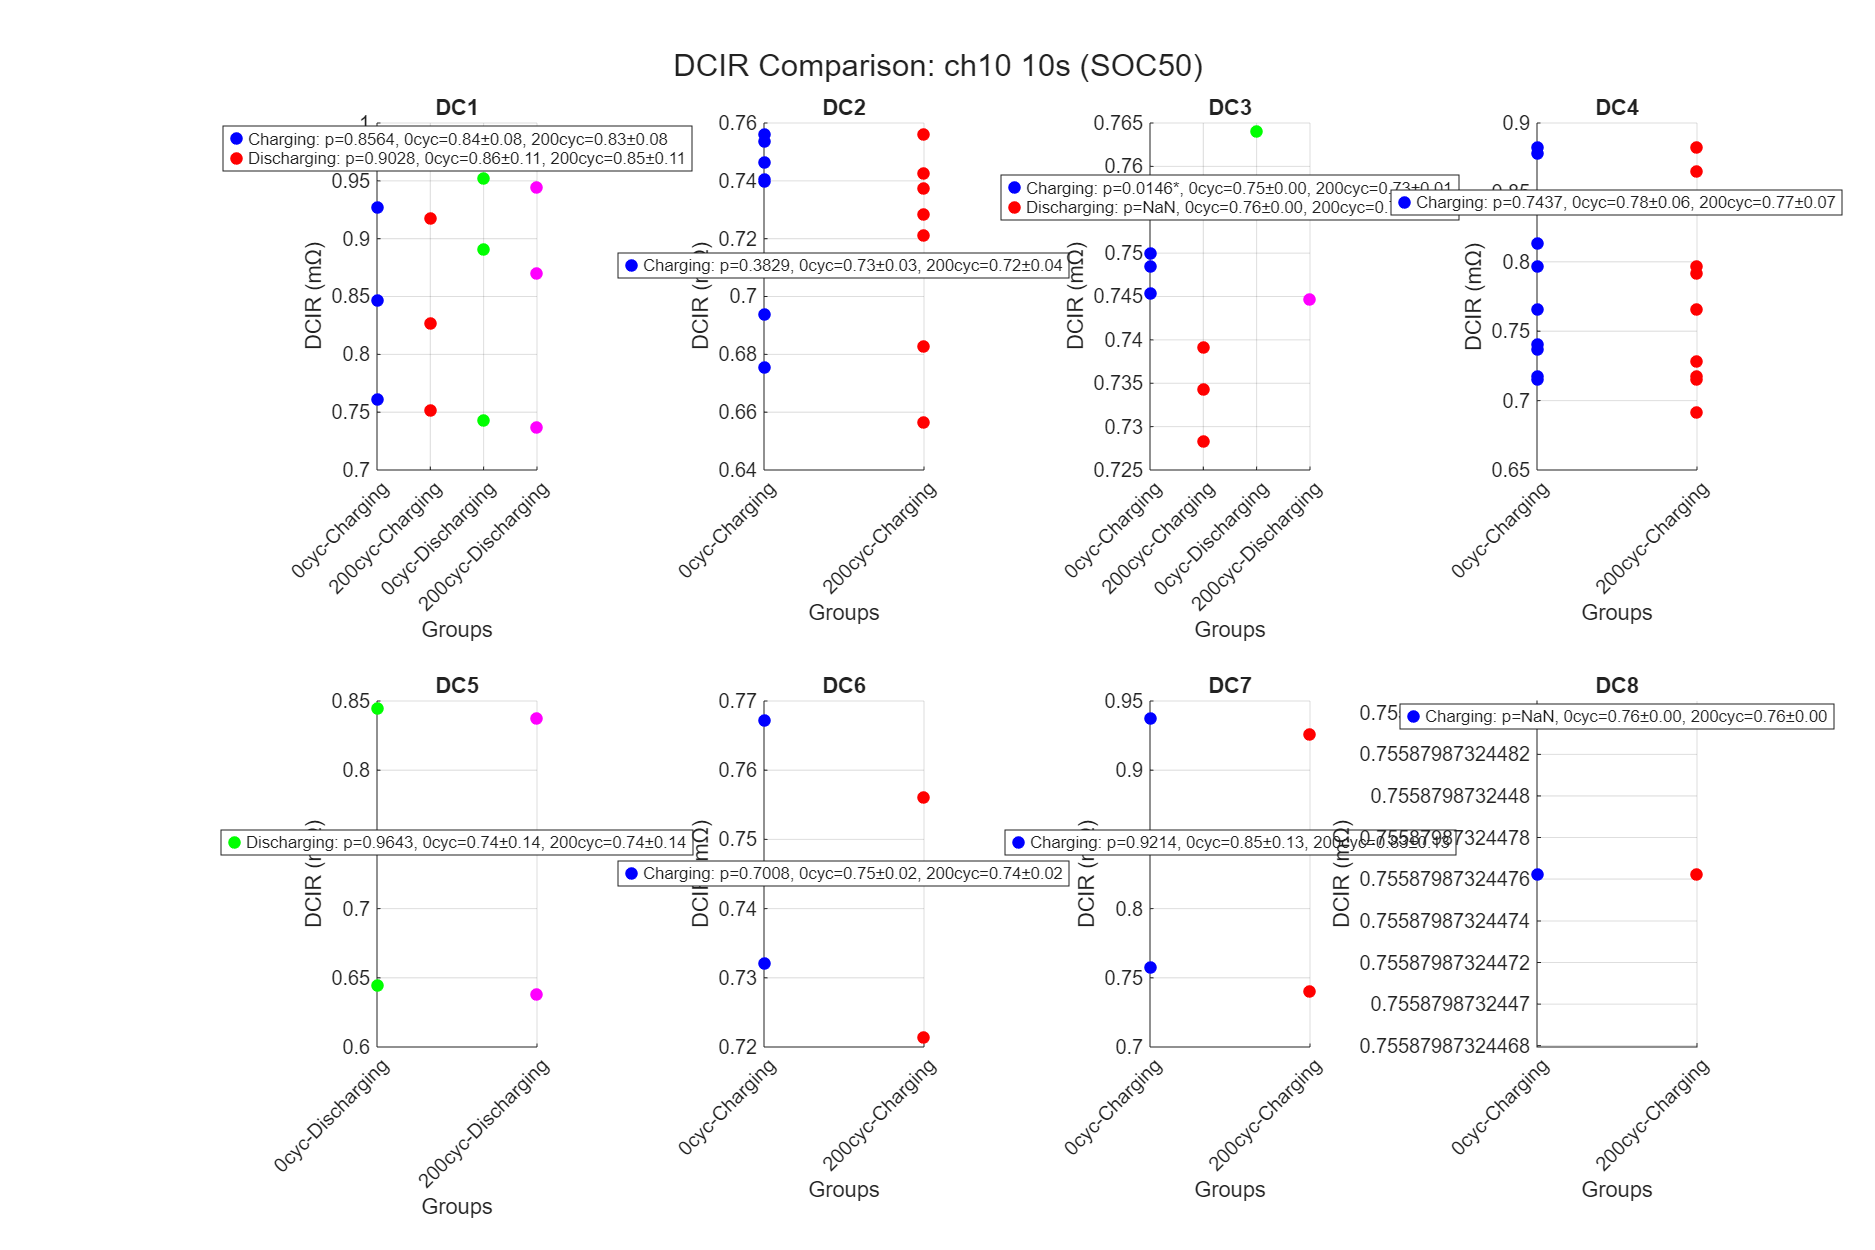 DCIR Comparison: ch10 10s (SOC50)
DC1
1
0.95
0.9
0.85
0.8
0.75
0.7
DCIR (mΩ)
Charging: p=0.8564, 0cyc=0.84±0.08, 200cyc=0.83±0.08
Discharging: p=0.9028, 0cyc=0.86±0.11, 200cyc=0.85±0.11
0cyc-Charging
200cyc-Charging
0cyc-Discharging
200cyc-Discharging
Groups
DC2
0.76
0.74
0.72
0.7
0.68
0.66
0.64
DCIR
Charging: p=0.3829, 0cyc=0.73±0.03, 200cyc=0.72±0.04
0cyc-Charging
200cyc-Charging
Groups
DC3
0.765
0.76
0.75
0.745
0.74
0.735
0.73
0.725
DCIR (mΩ)
Charging: p=0.0146*, 0cyc=0.75±0.00, 200cyc=0.73±0.01
Discharging: p=NaN, 0cyc=0.76±0.00, 200cyc=0.
0cyc-Charging
200cyc-Charging
0cyc-Discharging
200cyc-Discharging
Groups
DC4
0.9
0.85
0.8
0.75
0.7
0.65
DCIR (mΩ)
Charging: p=0.7437, 0cyc=0.78±0.06, 200cyc=0.77±0.07
0cyc-Charging
200cyc-Charging
Groups
DC5
0.85
0.8
0.7
0.65
0.6
DCIR
Discharging: p=0.9643, 0cyc=0.74±0.14, 200cyc=0.74±0.14
0cyc-Discharging
200cyc-Discharging
Groups
DC6
0.77
0.76
0.75
0.74
0.73
0.72
DCIR (mΩ)
Charging: p=0.7008, 0cyc=0.75±0.02, 200cyc=0.74±0.02
0cyc-Charging
200cyc-Charging
Groups
DC7
0.95
0.9
0.8
0.75
0.7
DCIR
Charging: p=0.9214, 0cyc=0.85±0.13, 200cyc=0.83±0.13
0cyc-Charging
200cyc-Charging
Groups
DC8
0.75587987324482
0.7558798732448
0.75587987324478
0.75587987324476
0.75587987324474
0.75587987324472
0.7558798732447
0.75587987324468
DCIR (mΩ)
Charging: p=NaN, 0cyc=0.76±0.00, 200cyc=0.76±0.00
0cyc-Charging
200cyc-Charging
Groups